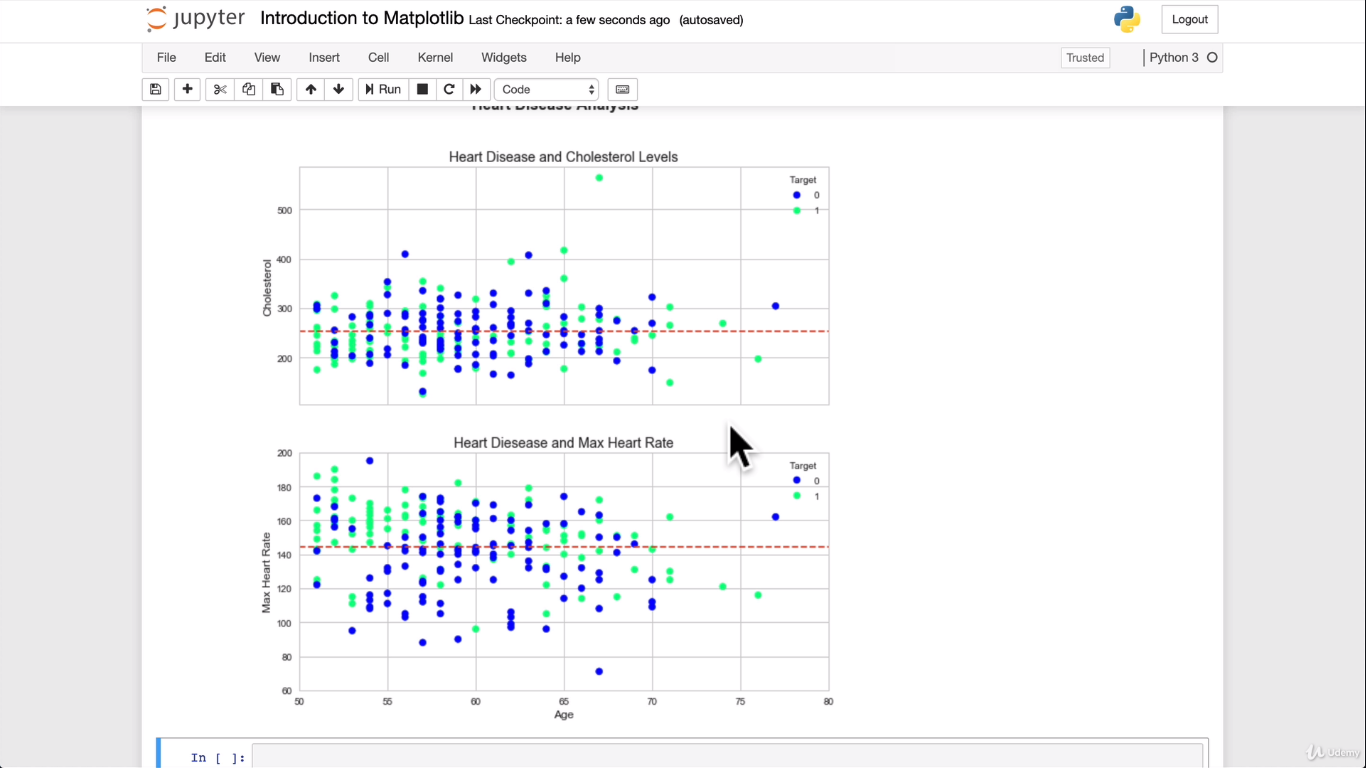 jupyter Introduction to Matplotlib Last Checkpoint: a few seconds ago (autosaved) Logout
File Edit View Insert Cell Kernel Widgets Help Trusted Python 3
Run Code
Heart Disease Analysis
Heart Disease and Cholesterol Levels
Target
0
1
500
400
300
200
Cholesterol
Heart Diesease and Max Heart Rate
Target
0
1
200
180
160
140
120
100
80
60
Max Heart Rate
50 55 60 65 70 75 80
Age
In [ ]:
Udemy